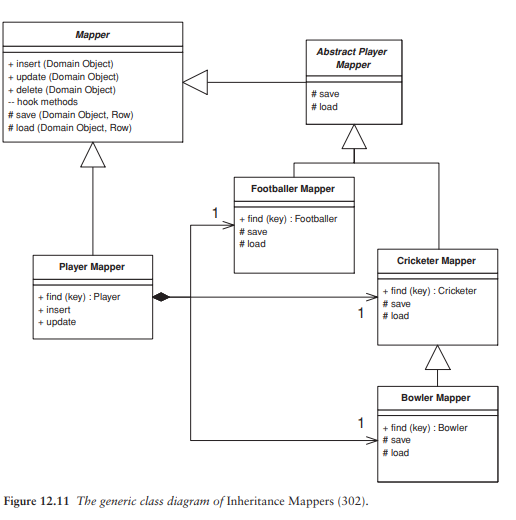 Mapper
+ insert (Domain Object)
+ update (Domain Object)
+ delete (Domain Object)
-- hook methods
# save (Domain Object, Row)
# load (Domain Object, Row)
Abstract Player
Mapper
# save
# load
Footballer Mapper
+ find (key) : Footballer
# save
# load
1
Player Mapper
+ find (key) : Player
+ insert
+ update
Cricketer Mapper
+ find (key) : Cricketer
# save
# load
1
Bowler Mapper
+ find (key) : Bowler
# save
# load
1
Figure 12.11 The generic class diagram of Inheritance Mappers (302).